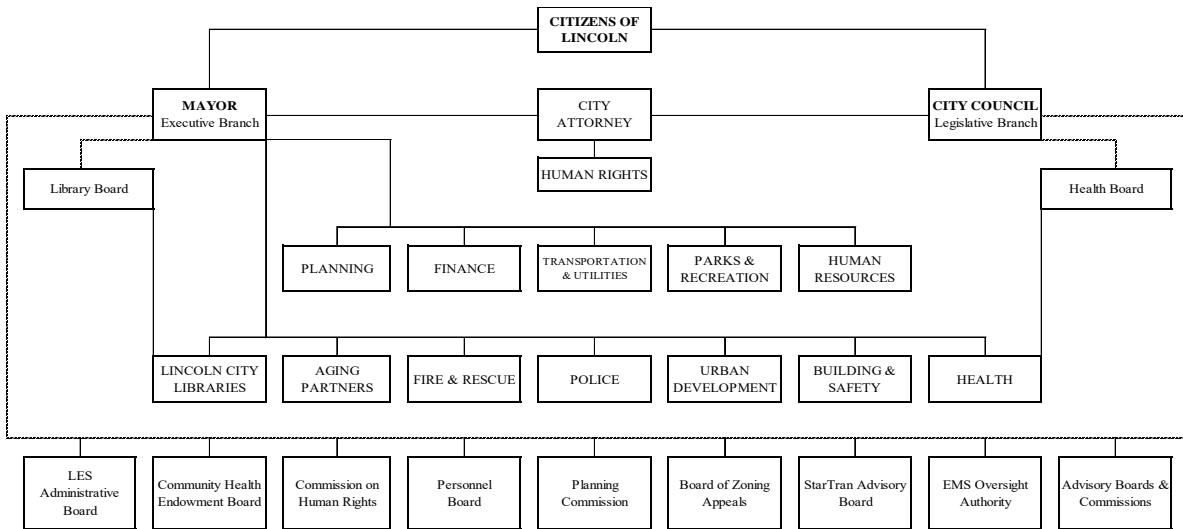 CITIZENS OF
LINCOLN
MAYOR
Executive Branch
CITY
ATTORNEY
CITY COUNCIL
Legislative Branch
HUMAN RIGHTS
Library Board
Health Board
PLANNING
FINANCE
TRANSPORTATION
& UTILITIES
PARKS &
RECREATION
HUMAN
RESOURCES
LINCOLN CITY
LIBRARIES
AGING
PARTNERS
FIRE & RESCUE
POLICE
URBAN
DEVELOPMENT
BUILDING &
SAFETY
HEALTH
LES
Administrative
Board
Community Health
Endowment Board
Commission on
Human Rights
Personnel
Board
Planning
Commission
Board of Zoning
Appeals
StarTran Advisory
Board
EMS Oversight
Authority
Advisory Boards &
Commissions